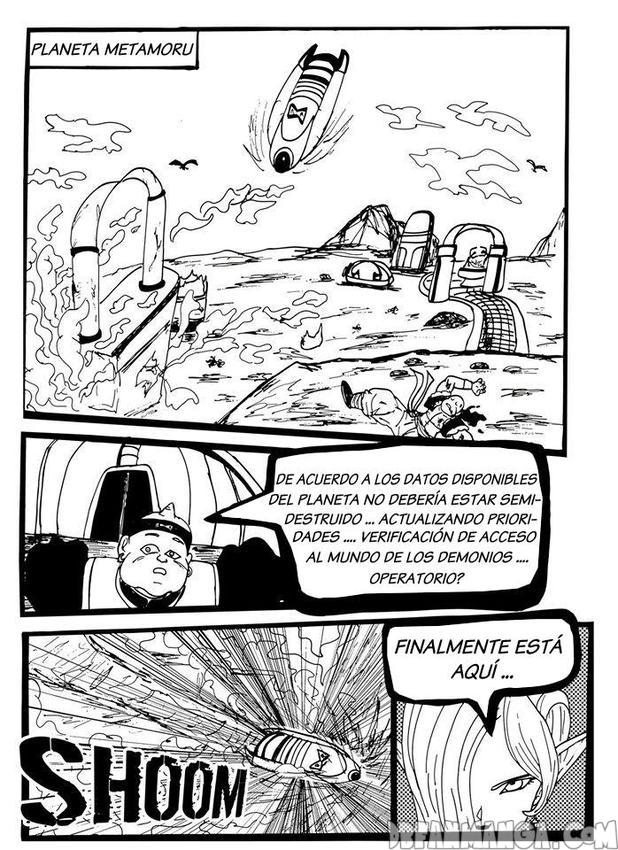 PLANETA METAMORU
DE ACUERDO A LOS DATOS DISPONIBLES
DEL PLANETA NO DEBERÍA ESTAR SEMI-
DESTRUIDO ... ACTUALIZANDO PRIORI-
DADES .... VERIFICACIÓN DE ACCESO
AL MUNDO DE LOS DEMONIOS ....
OPERATORIO?
FINALMENTE ESTÁ
AQUÍ ...
SHOOM
DBFANMANGA.COM